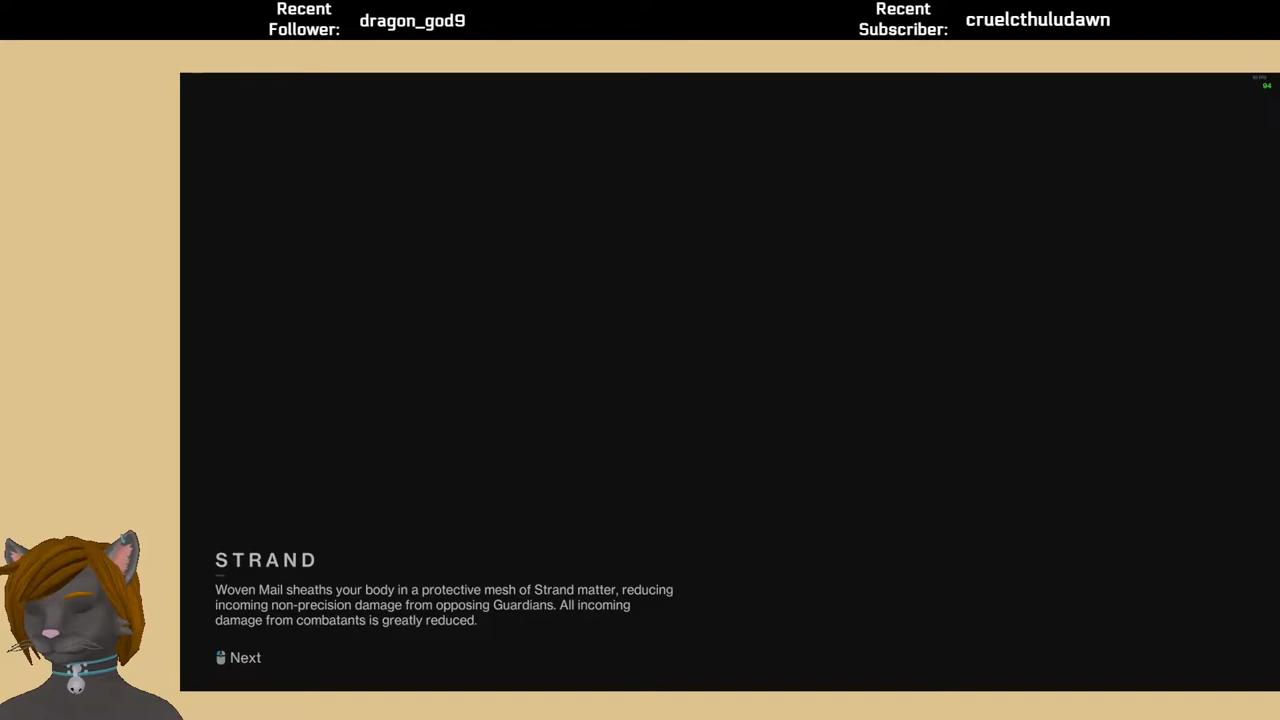 Recent
Follower:
dragon_god9
Recent
Subscriber:
cruelcthuludawn
94
STRAND
Woven Mail sheaths your body in a protective mesh of Strand matter, reducing
incoming non-precision damage from opposing Guardians. All incoming
damage from combatants is greatly reduced.
Next